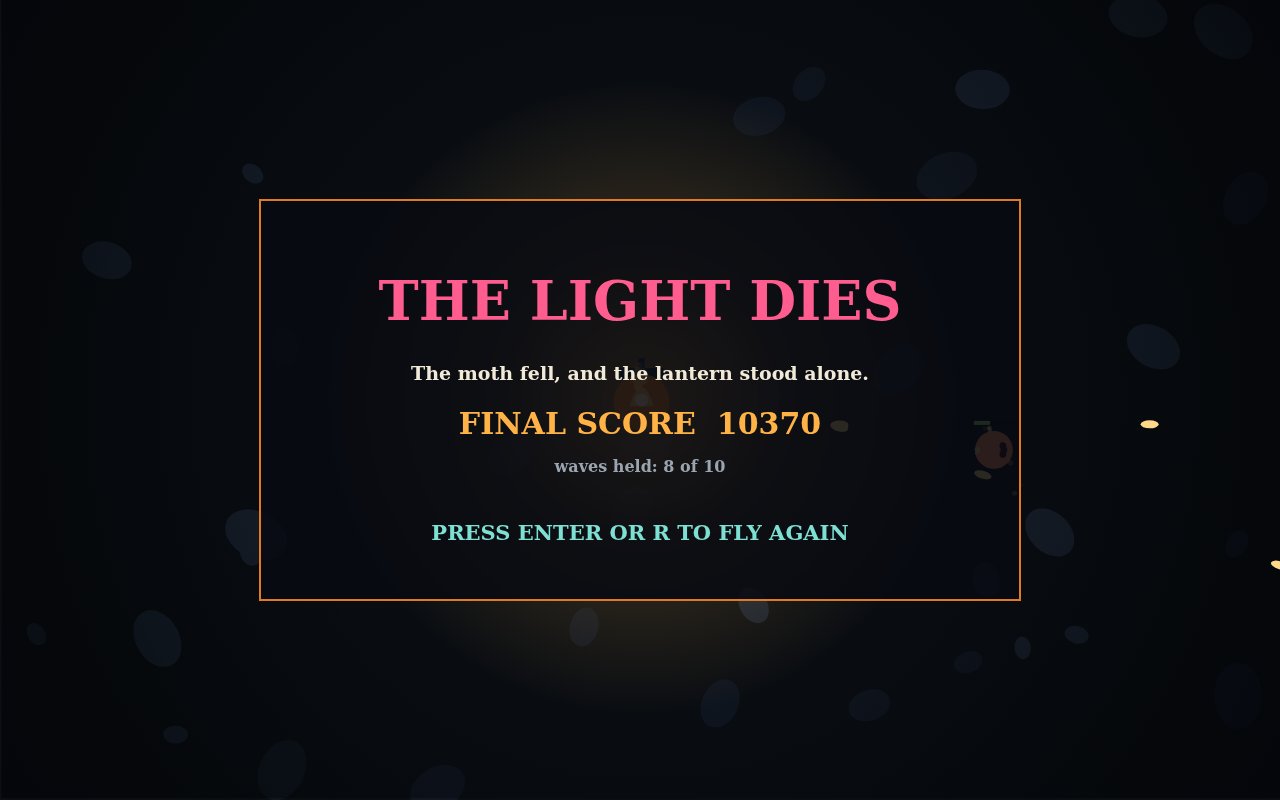 THE LIGHT DIES
The moth fell, and the lantern stood alone.
FINAL SCORE 10370
waves held: 8 of 10
PRESS ENTER OR R TO FLY AGAIN